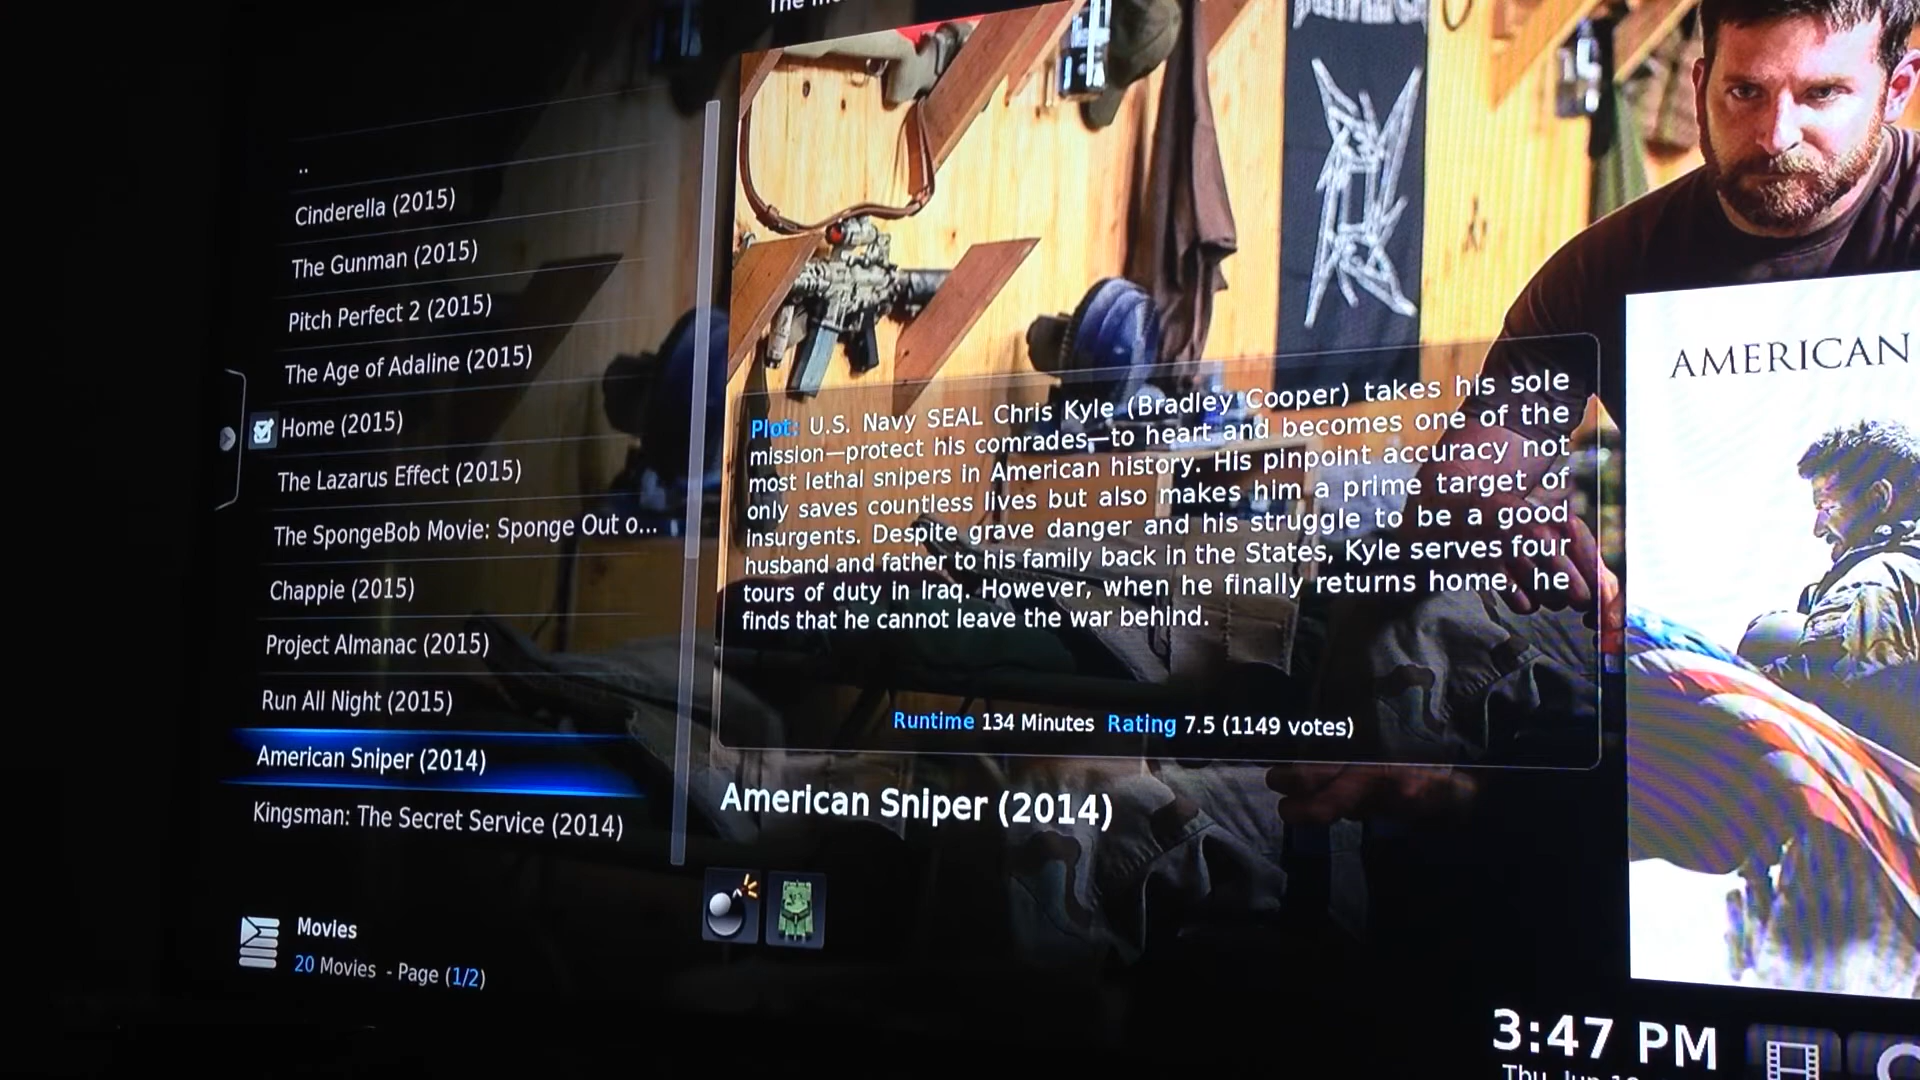 ..
Cinderella (2015)
The Gunman (2015)
Pitch Perfect 2 (2015)
The Age of Adaline (2015)
Home (2015)
The Lazarus Effect (2015)
The SpongeBob Movie: Sponge Out o...
Chappie (2015)
Project Almanac (2015)
Run All Night (2015)
American Sniper (2014)
Kingsman: The Secret Service (2014)
Movies
20 Movies - Page (1/2)
The
Plot: U.S. Navy SEAL Chris Kyle (Bradley Cooper) takes his sole
mission—protect his comrades—to heart and becomes one of the
most lethal snipers in American history. His pinpoint accuracy not
only saves countless lives but also makes him a prime target of
insurgents. Despite grave danger and his struggle to be a good
husband and father to his family back in the States, Kyle serves four
tours of duty in Iraq. However, when he finally returns home, he
finds that he cannot leave the war behind.
Runtime 134 Minutes Rating 7.5 (1149 votes)
American Sniper (2014)
AMERICAN
3:47 PM
Thu Jun